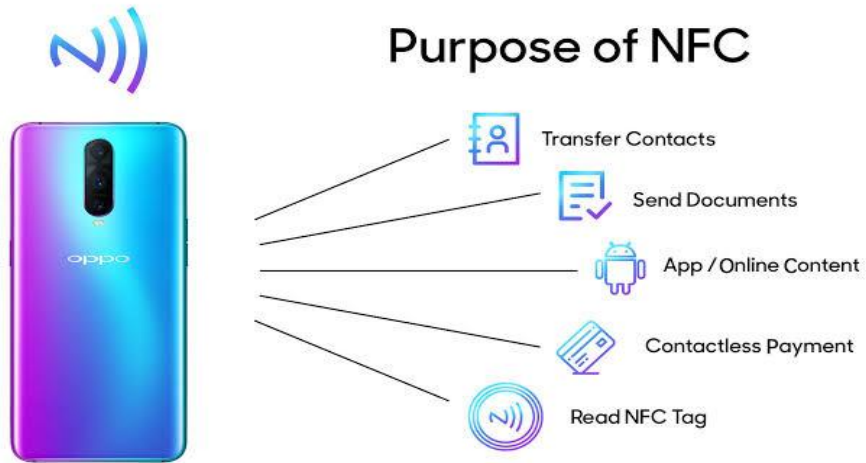 Purpose of NFC
Transfer Contacts
Send Documents
oppo
App / Online Content
Contactless Payment
Read NFC Tag